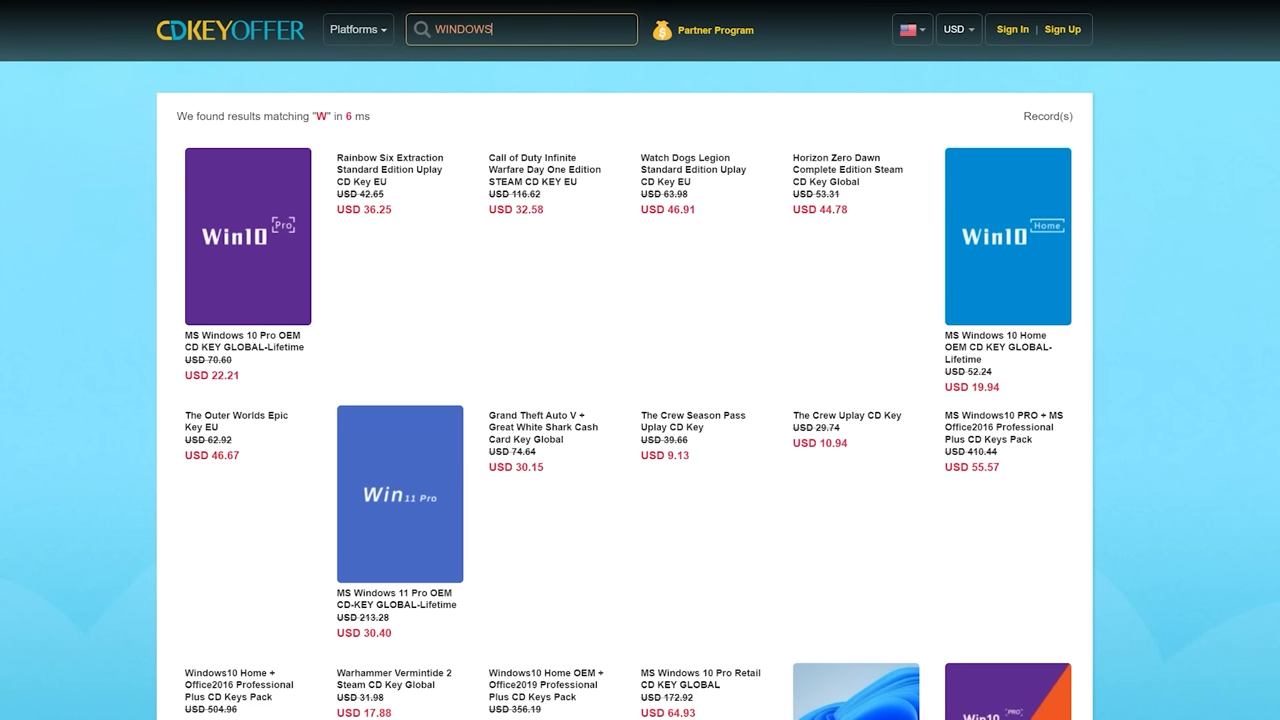 CDKEYOFFER
Platforms
WINDOWS
Partner Program
USD
Sign In | Sign Up
We found results matching "W" in 6 ms
Record(s)
Win10 Pro
MS Windows 10 Pro OEM
CD KEY GLOBAL-Lifetime
USD 70.60
USD 22.21
Rainbow Six Extraction
Standard Edition Uplay
CD Key EU
USD 42.65
USD 36.25
Call of Duty Infinite
Warfare Day One Edition
STEAM CD KEY EU
USD 116.62
USD 32.58
Watch Dogs Legion
Standard Edition Uplay
CD Key EU
USD 63.98
USD 46.91
Horizon Zero Dawn
Complete Edition Steam
CD Key Global
USD 53.31
USD 44.78
Win10 Home
MS Windows 10 Home
OEM CD KEY GLOBAL-
Lifetime
USD 52.24
USD 19.94
The Outer Worlds Epic
Key EU
USD 62.92
USD 46.67
Win 11 Pro
MS Windows 11 Pro OEM
CD-KEY GLOBAL-Lifetime
USD 213.28
USD 30.40
Grand Theft Auto V +
Great White Shark Cash
Card Key Global
USD 74.64
USD 30.15
The Crew Season Pass
Uplay CD Key
USD 39.66
USD 9.13
The Crew Uplay CD Key
USD 29.74
USD 10.94
MS Windows10 PRO + MS
Office2016 Professional
Plus CD Keys Pack
USD 410.44
USD 55.57
Windows10 Home +
Office2016 Professional
Plus CD Keys Pack
USD 504.96
Warhammer Vermintide 2
Steam CD Key Global
USD 31.98
USD 17.88
Windows10 Home OEM +
Office2019 Professional
Plus CD Keys Pack
USD 356.19
MS Windows 10 Pro Retail
CD KEY GLOBAL
USD 172.92
USD 64.93
Win10 PRO